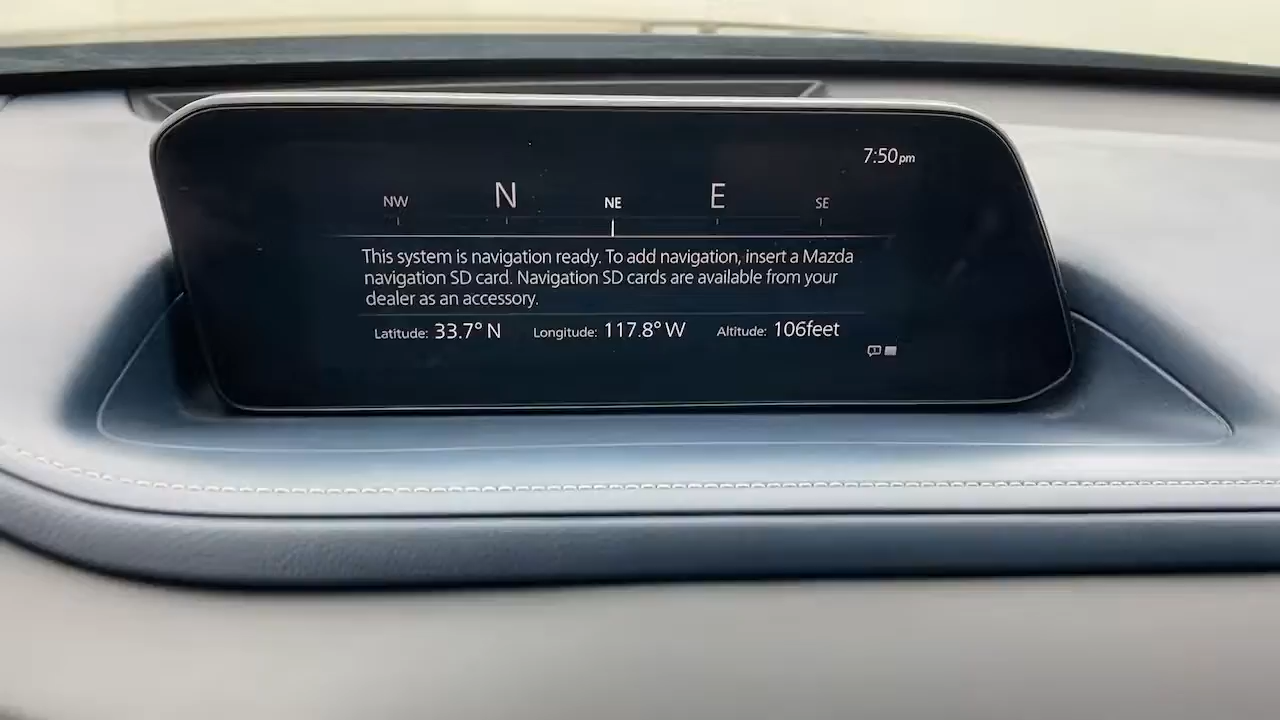 7:50pm
NW N NE E SE
This system is navigation ready. To add navigation, insert a Mazda
navigation SD card. Navigation SD cards are available from your
dealer as an accessory.
Latitude: 33.7° N Longitude: 117.8° W Altitude: 106feet